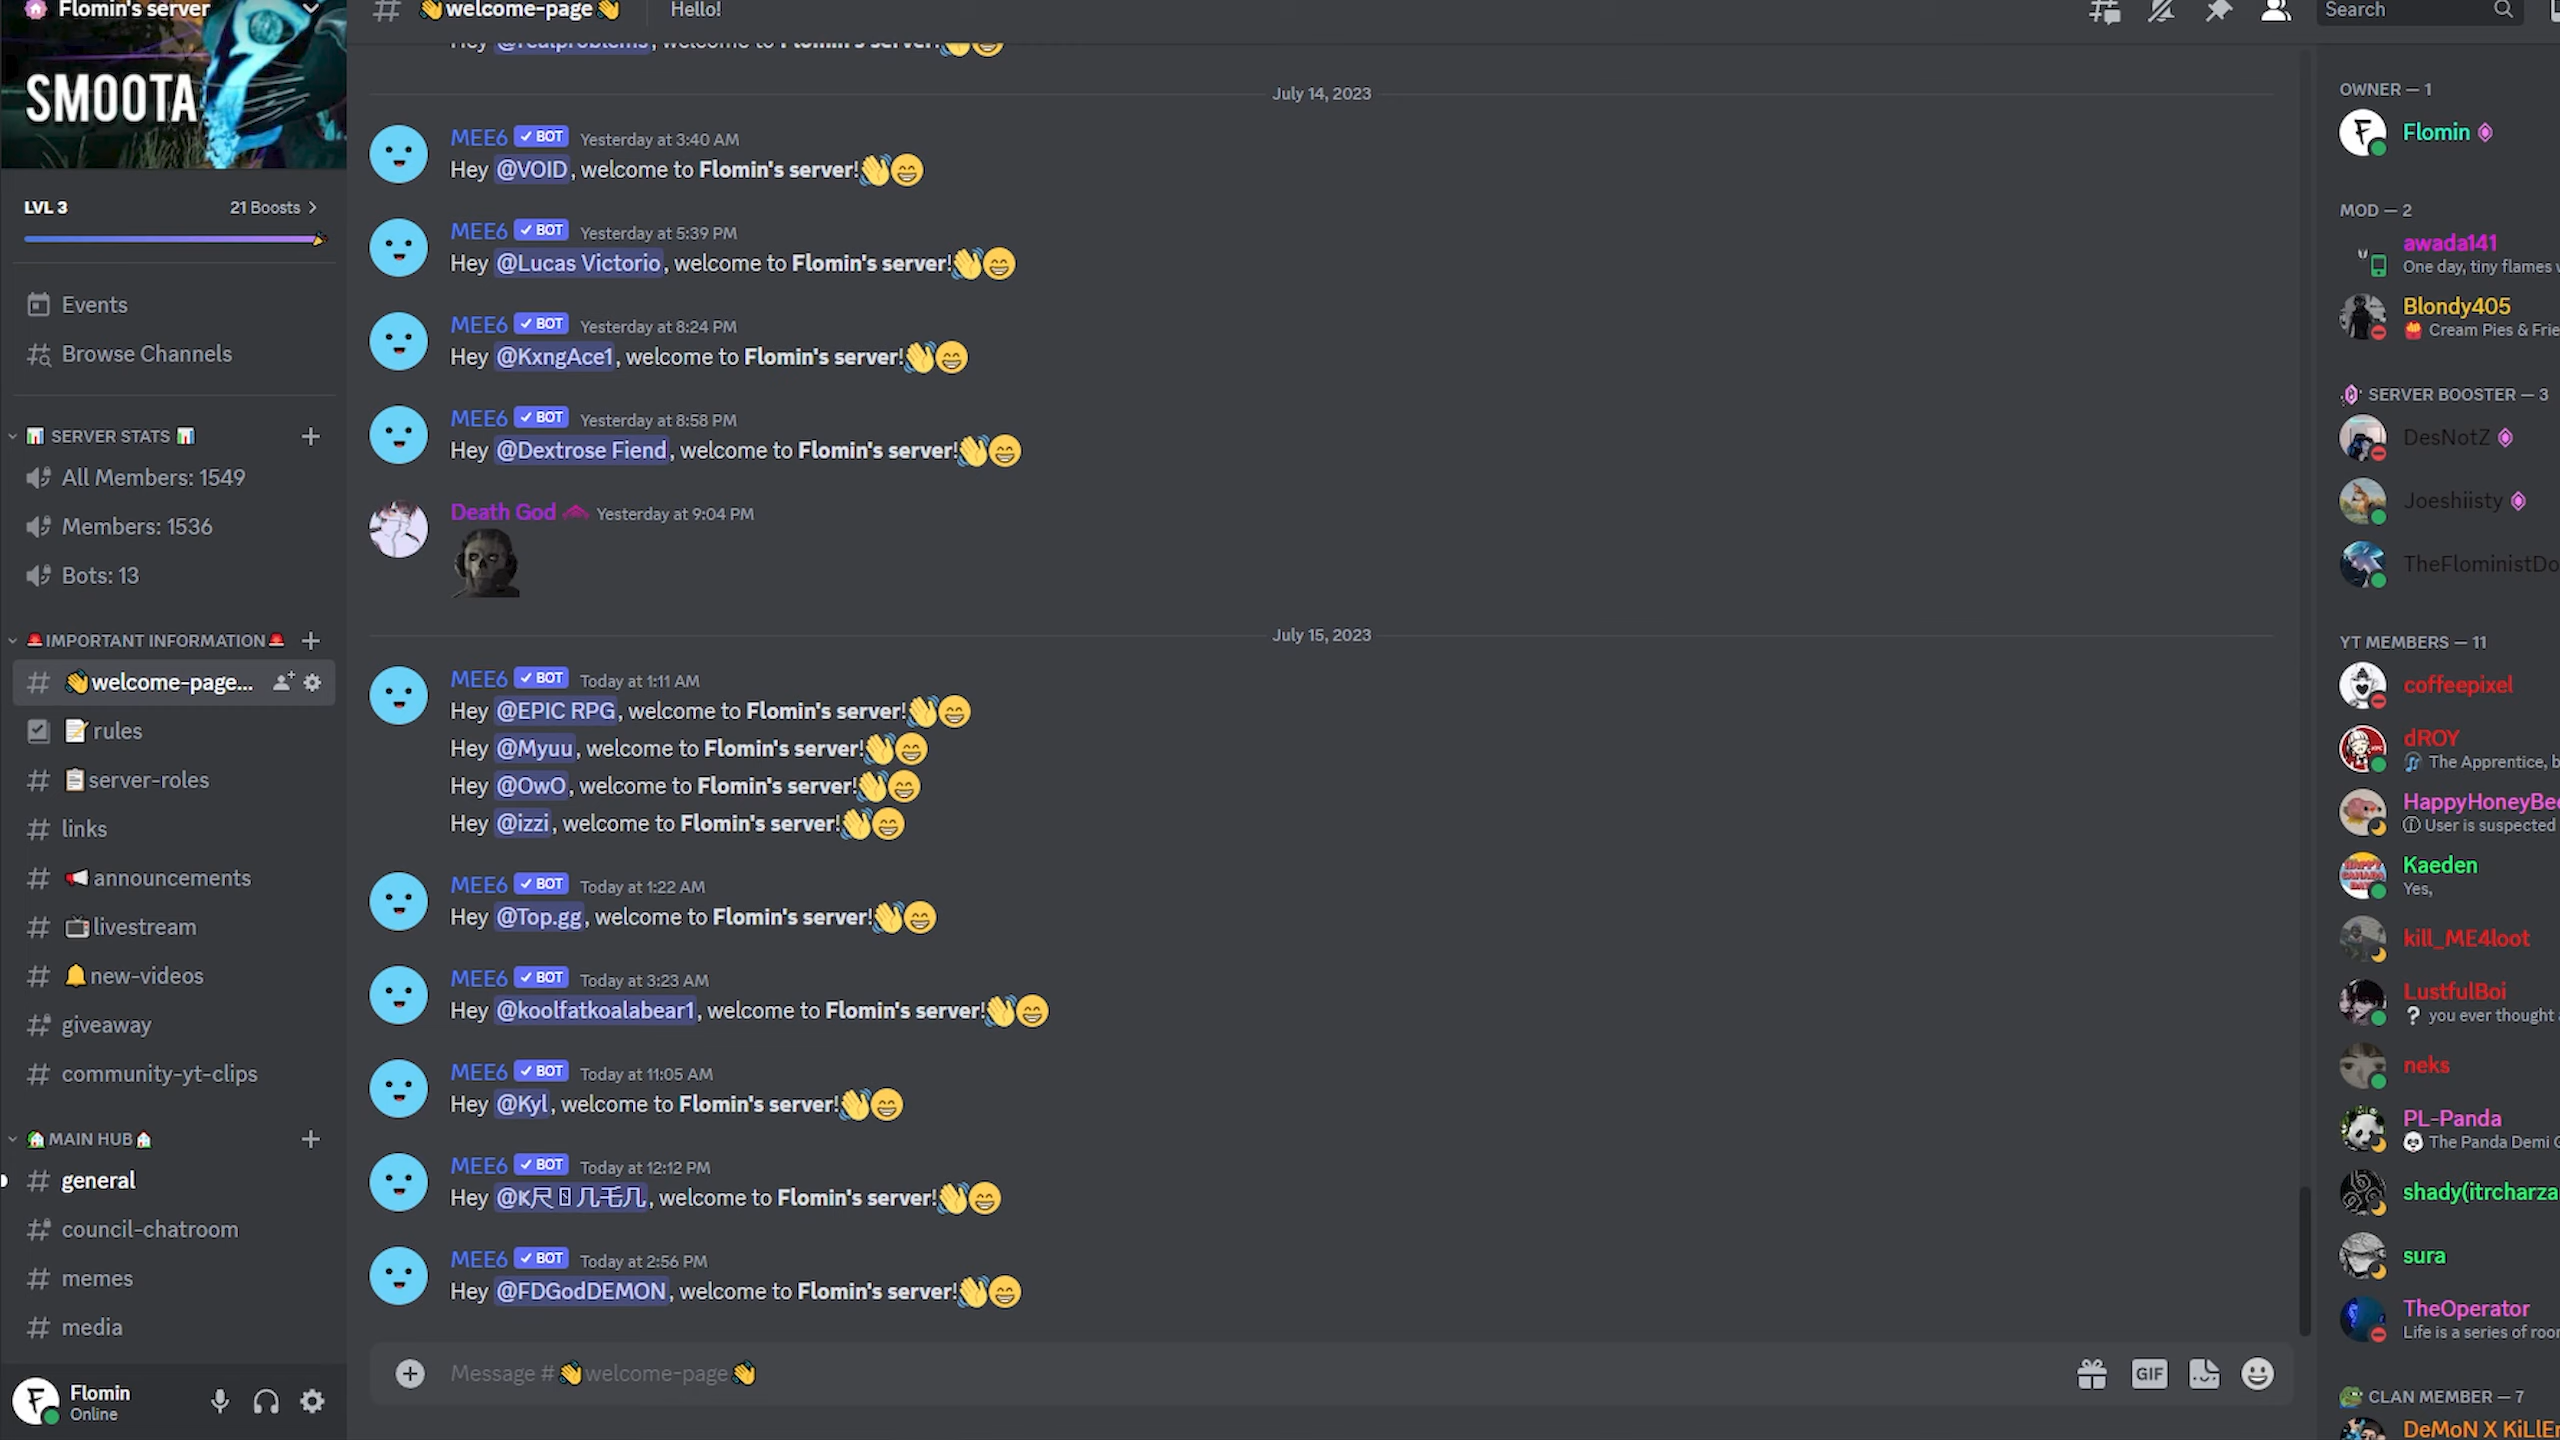 Flomin's server
SMOOTA
LVL 3
21 Boosts
Events
Browse Channels
SERVER STATS
All Members: 1549
Members: 1536
Bots: 13
IMPORTANT INFORMATION
welcome-page...
rules
server-roles
links
announcements
livestream
new-videos
giveaway
community-yt-clips
MAIN HUB
general
council-chatroom
memes
media
Flomin
Online
welcome-page
Hello!
Search
Hey @realproblems, welcome to Flomin's server!
July 14, 2023
MEE6 BOT Yesterday at 3:40 AM
Hey @VOID, welcome to Flomin's server!
MEE6 BOT Yesterday at 5:39 PM
Hey @Lucas Victorio, welcome to Flomin's server!
MEE6 BOT Yesterday at 8:24 PM
Hey @KxngAce1, welcome to Flomin's server!
MEE6 BOT Yesterday at 8:58 PM
Hey @Dextrose Fiend, welcome to Flomin's server!
Death God Yesterday at 9:04 PM
July 15, 2023
MEE6 BOT Today at 1:11 AM
Hey @EPIC RPG, welcome to Flomin's server!
Hey @Myuu, welcome to Flomin's server!
Hey @OwO, welcome to Flomin's server!
Hey @izzi, welcome to Flomin's server!
MEE6 BOT Today at 1:22 AM
Hey @Top.gg, welcome to Flomin's server!
MEE6 BOT Today at 3:23 AM
Hey @koolfatkoalabear1, welcome to Flomin's server!
MEE6 BOT Today at 11:05 AM
Hey @Kyl, welcome to Flomin's server!
MEE6 BOT Today at 12:12 PM
Hey , welcome to Flomin's server!
MEE6 BOT Today at 2:56 PM
Hey @FDGodDEMON, welcome to Flomin's server!
Message # welcome-page
GIF
OWNER — 1
Flomin
MOD — 2
awada141
One day, tiny flames
Blondy405
Cream Pies & Frie
SERVER BOOSTER — 3
DesNotZ
Joeshiisty
TheFloministDo
YT MEMBERS — 11
coffeepixel
dROY
The Apprentice, b
HappyHoneyBee
User is suspected
Kaeden
Yes,
kill_ME4loot
LustfulBoi
? you ever thought
neks
PL-Panda
The Panda Demi G
shady(itrcharza
sura
TheOperator
Life is a series of roo
CLAN MEMBER — 7
DeMoN X KiLlE